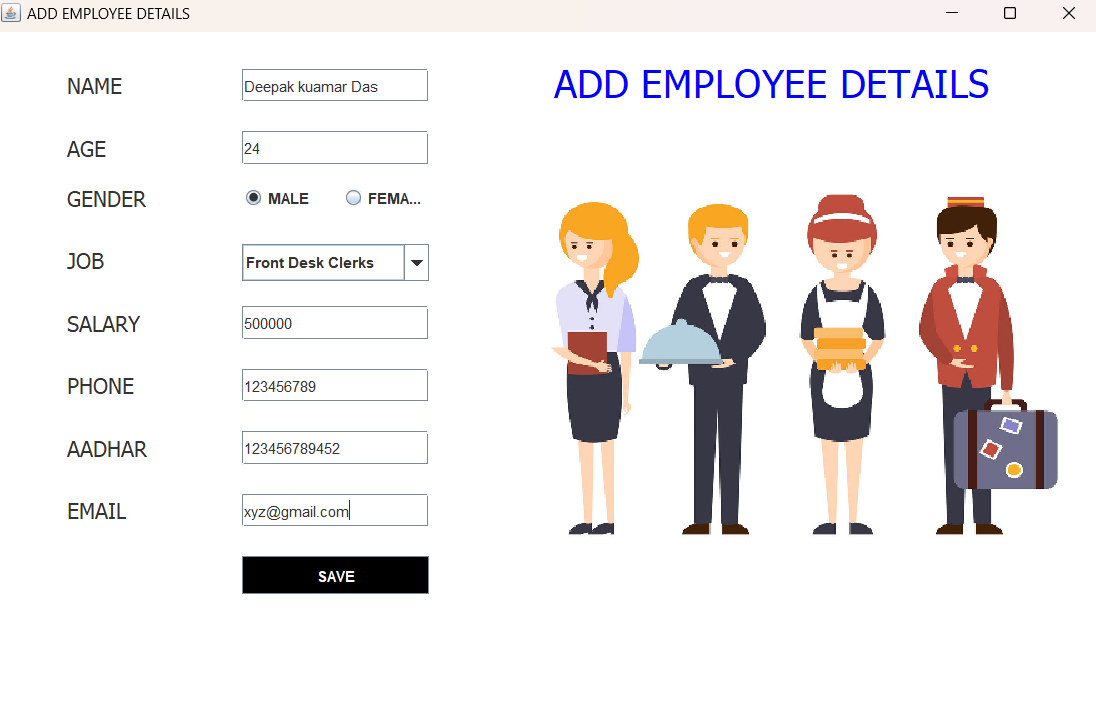 ADD EMPLOYEE DETAILS
ADD EMPLOYEE DETAILS
NAME Deepak kuamar Das
AGE 24
GENDER MALE FEMA...
JOB Front Desk Clerks
SALARY 500000
PHONE 123456789
AADHAR 123456789452
EMAIL xyz@gmail.com
SAVE